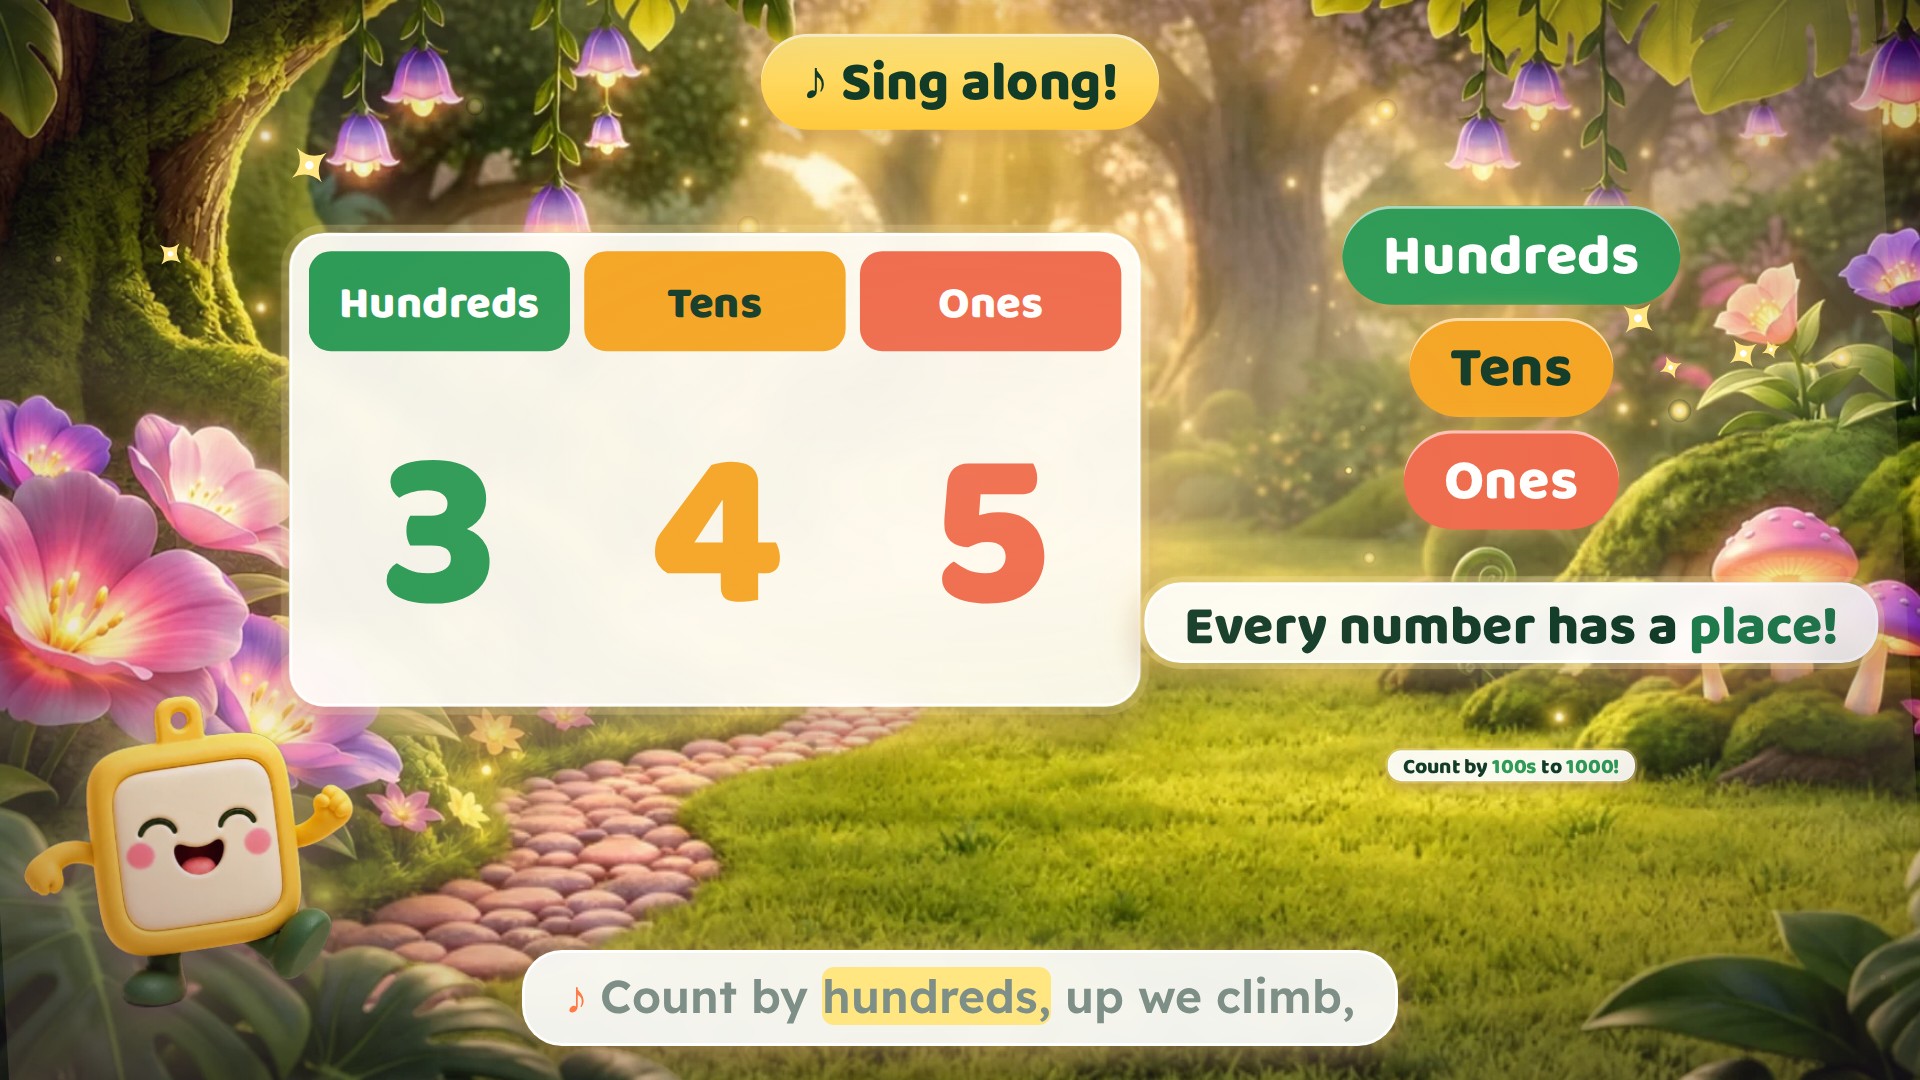 ♪ Sing along!
Hundreds Tens Ones
3 4 5
Hundreds
Tens
Ones
Every number has a place!
Count by 100s to 1000!
♪ Count by hundreds, up we climb,